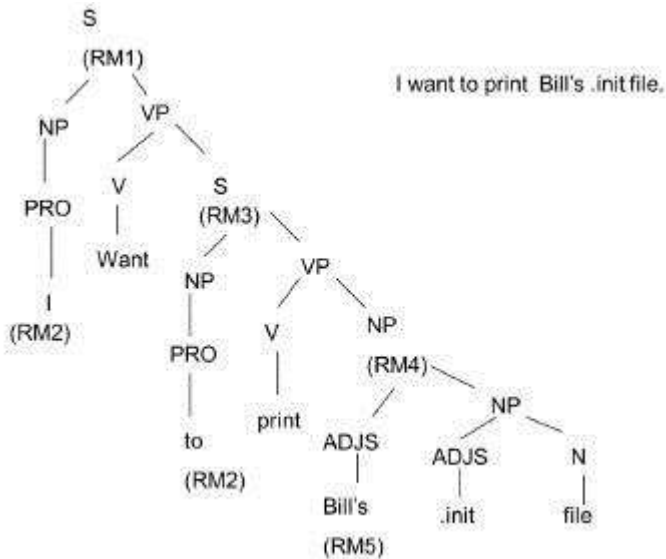 S
(RM1)
I want to print Bill's .init file.
NP
VP
V
S
PRO
(RM3)
Want
NP
VP
I
(RM2)
V
NP
PRO
(RM4)
NP
print
to
ADJS
ADJS
N
(RM2)
Bill's
.init
file
(RM5)